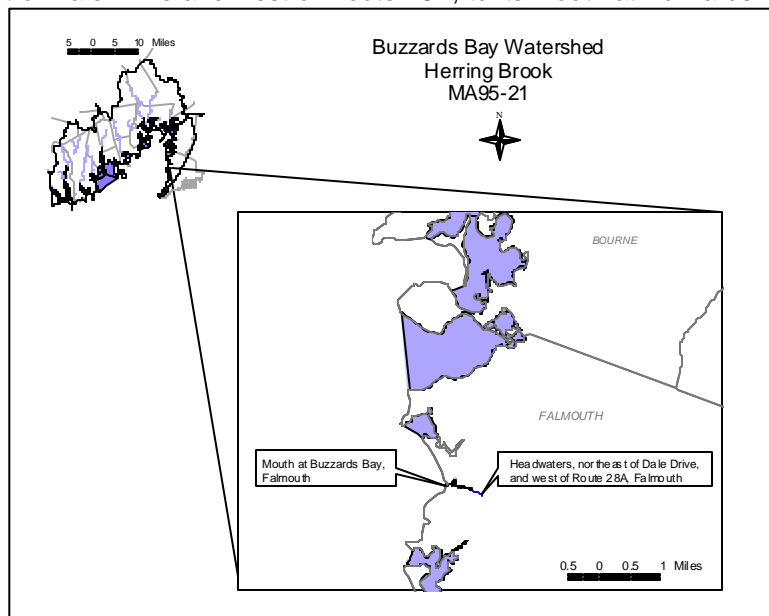 Buzzards Bay Watershed
Herring Brook
MA95-21
N
5 0 5 10 Miles
BOURNE
FALMOUTH
Mouth at Buzzards Bay,
Falmouth
Headwaters, northeast of Dale Drive,
and west of Route 28A, Falmouth
0.5 0 0.5 1 Miles